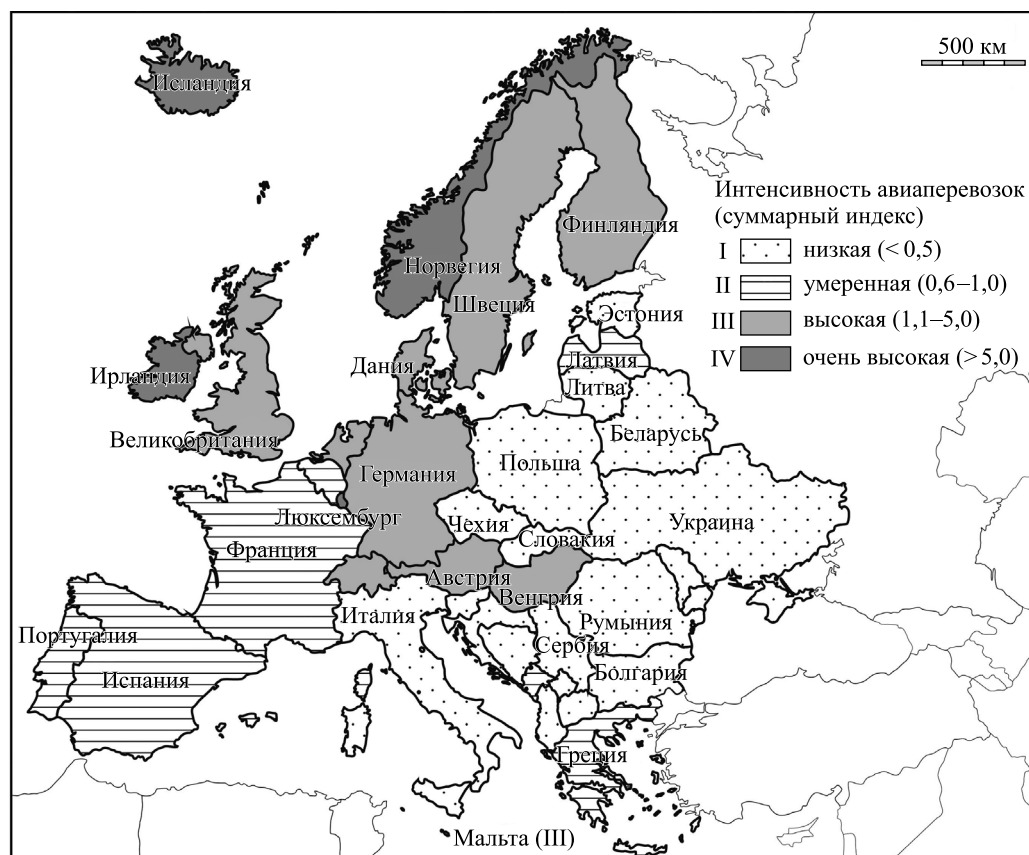 500 км
Исландия
Интенсивность авиаперевозок
(суммарный индекс)
I низкая (< 0,5)
II умеренная (0,6–1,0)
III высокая (1,1–5,0)
IV очень высокая (> 5,0)
Финляндия
Норвегия
Швеция
Эстония
Латвия
Литва
Дания
Ирландия
Великобритания
Беларусь
Германия
Польша
Люксембург
Чехия
Украина
Словакия
Франция
Австрия
Венгрия
Италия
Румыния
Сербия
Португалия
Болгария
Испания
Греция
Мальта (III)